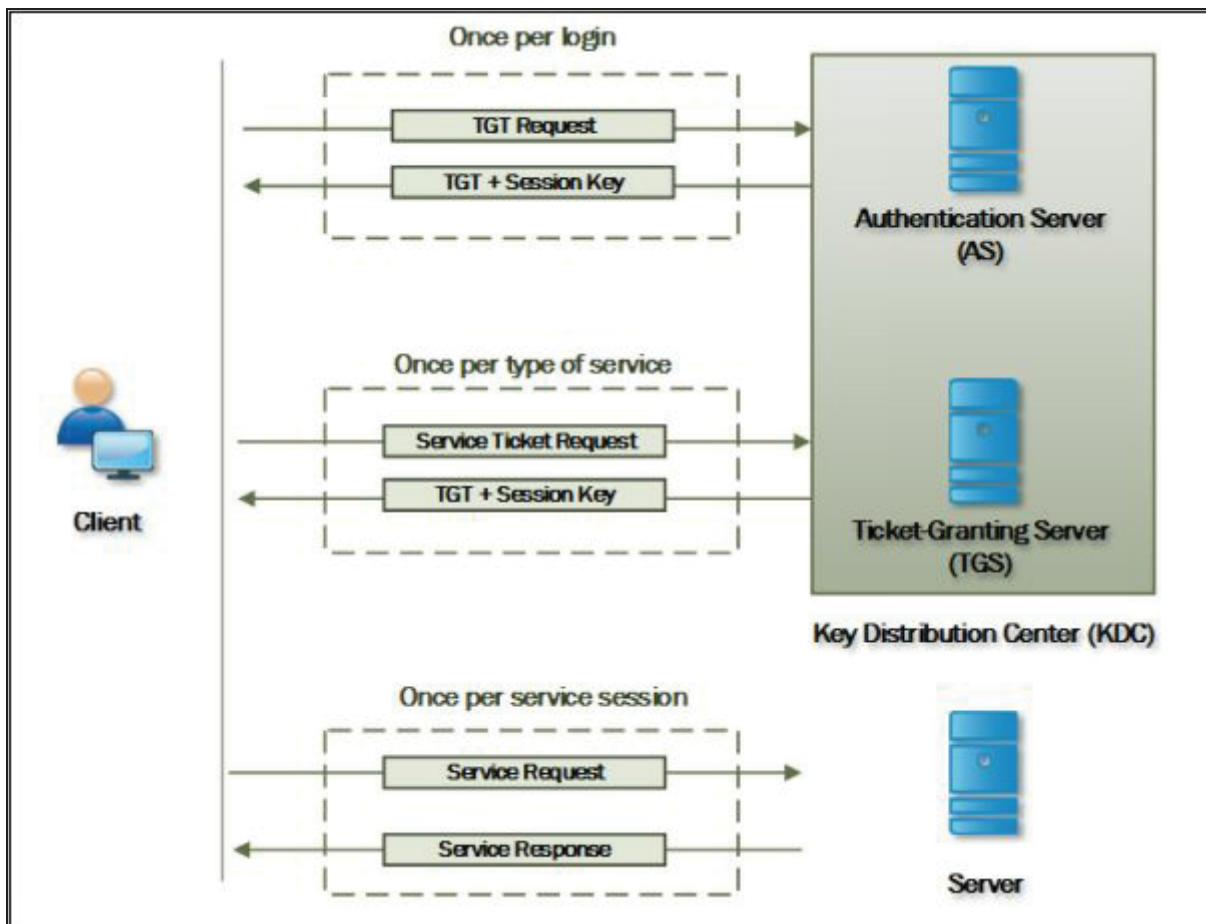 Once per login
TGT Request
TGT + Session Key
Authentication Server
(AS)
Once per type of service
Service Ticket Request
TGT + Session Key
Client
Ticket-Granting Server
(TGS)
Key Distribution Center (KDC)
Once per service session
Service Request
Service Response
Server